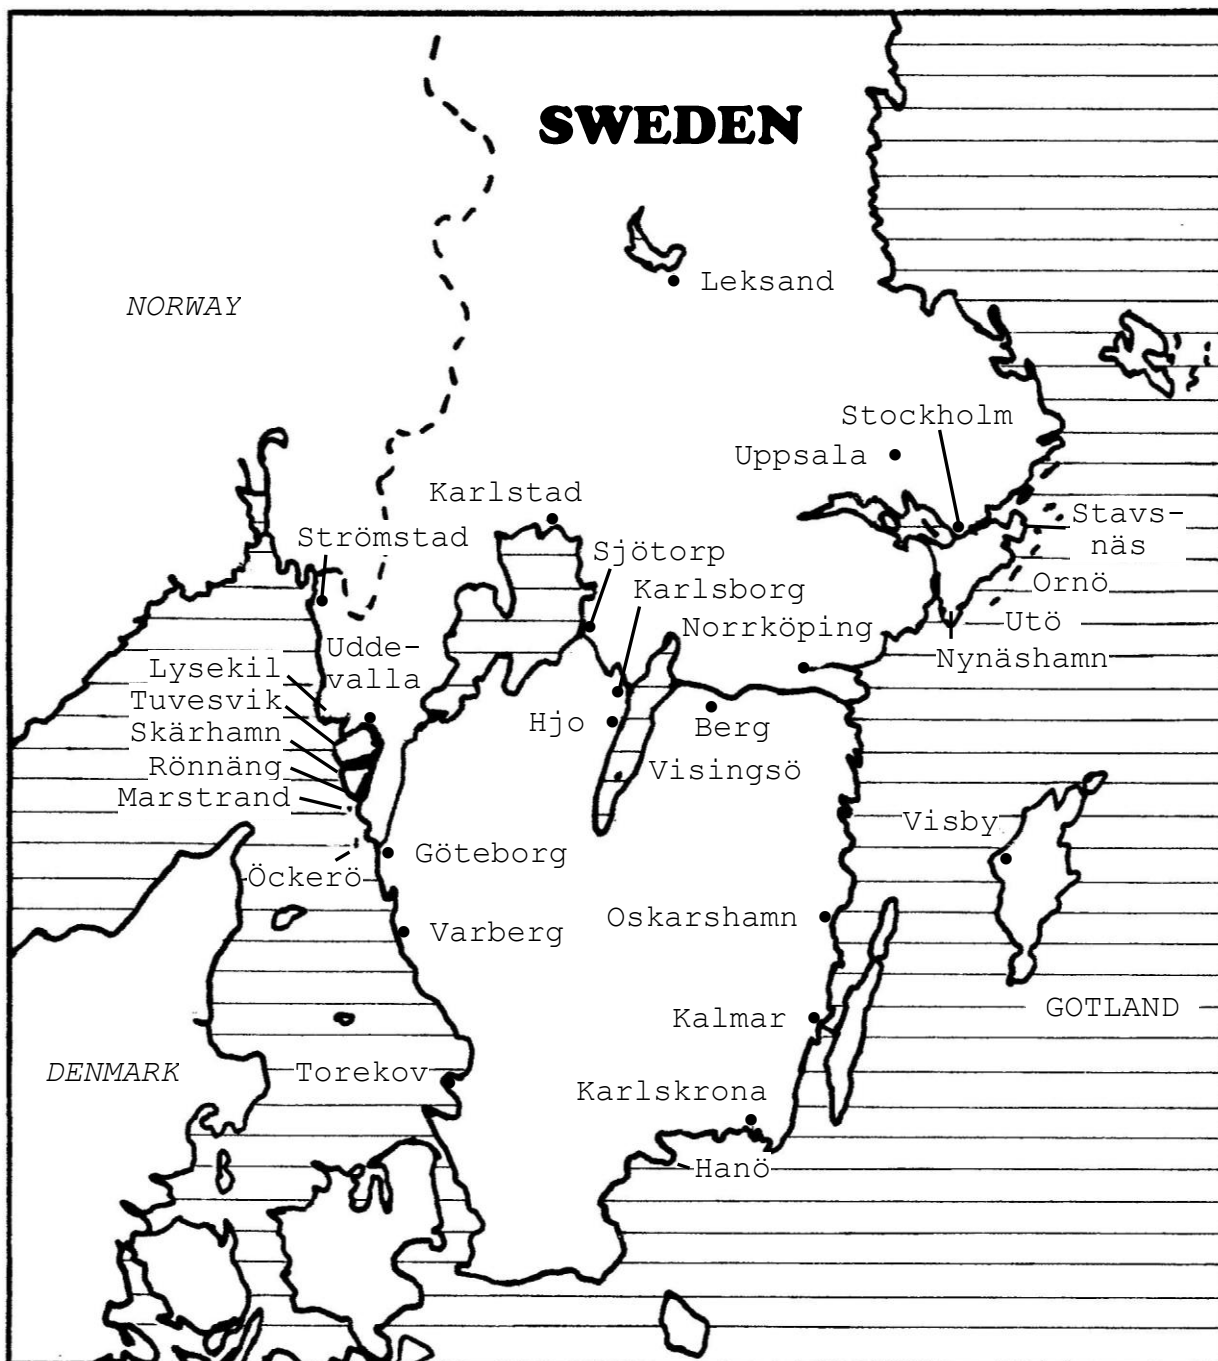 SWEDEN
Leksand
NORWAY
Stockholm
Uppsala
Karlstad
Stavs-
näs
Strömstad
Sjötorp
Karlsborg
Ornö
Utö
Norrköping
Udde-
valla
Nynäshamn
Lysekil
Tuvesvik
Skärhamn
Rönnäng
Marstrand
Hjo
Berg
Visingsö
Visby
Göteborg
Öckerö
Oskarshamn
Varberg
GOTLAND
Kalmar
DENMARK
Torekov
Karlskrona
Hanö